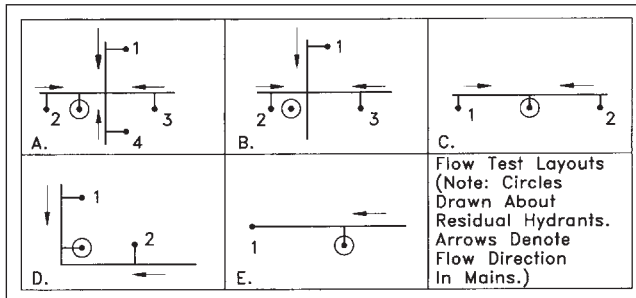 1
2
3
4
A.
1
2
3
B.
1
2
C.
1
2
D.
1
E.
Flow Test Layouts
(Note: Circles
Drawn About
Residual Hydrants.
Arrows Denote
Flow Direction
In Mains.)